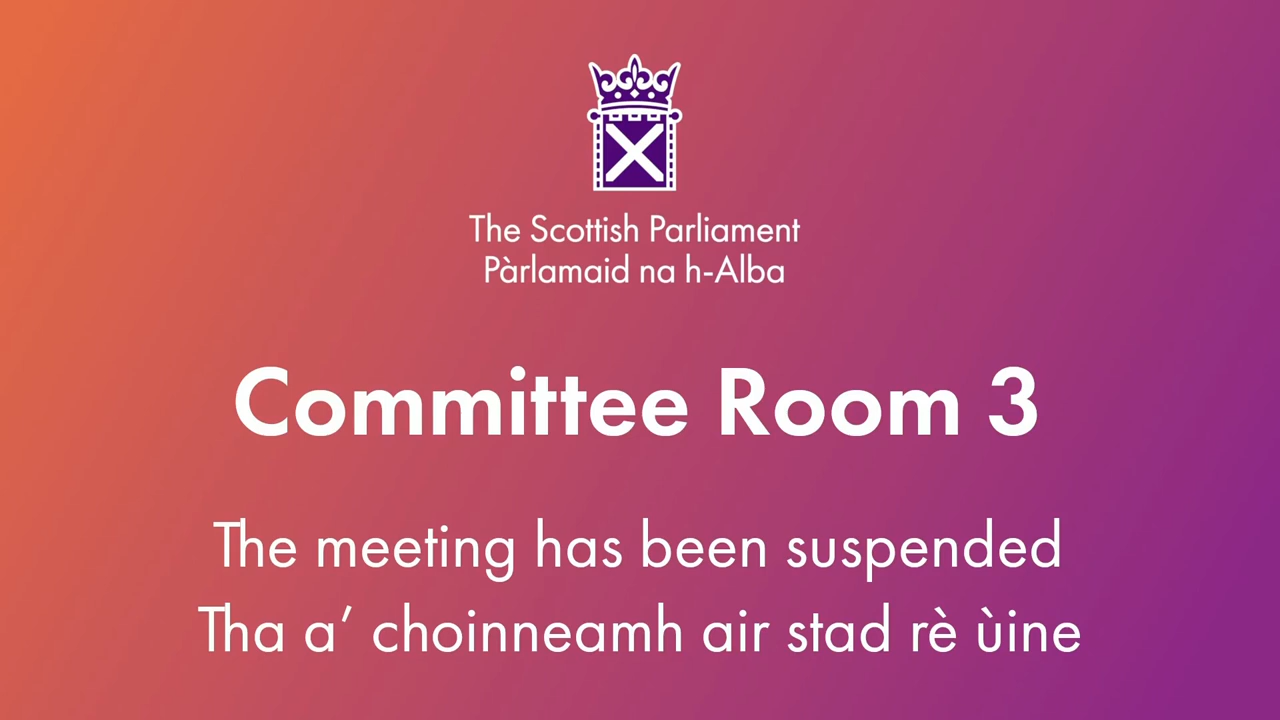 The Scottish Parliament
Pàrlamaid na h-Alba
Committee Room 3
The meeting has been suspended
Tha a’ choinneamh air stad rè ùine